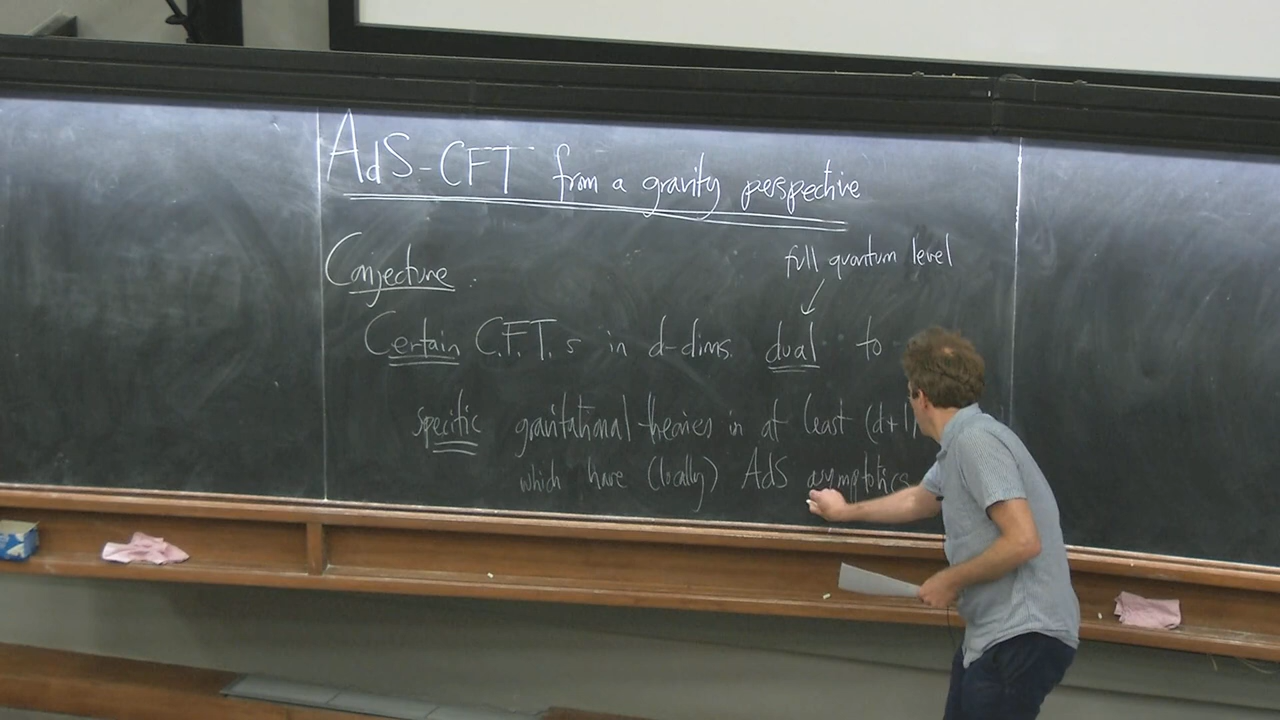 AdS-CFT from a gravity perspective
Conjecture.
full quantum level
Certain C.F.T.s in d-dims. dual to
specific gravitational theories in at least (d+1)
which have (locally) AdS asymptotics